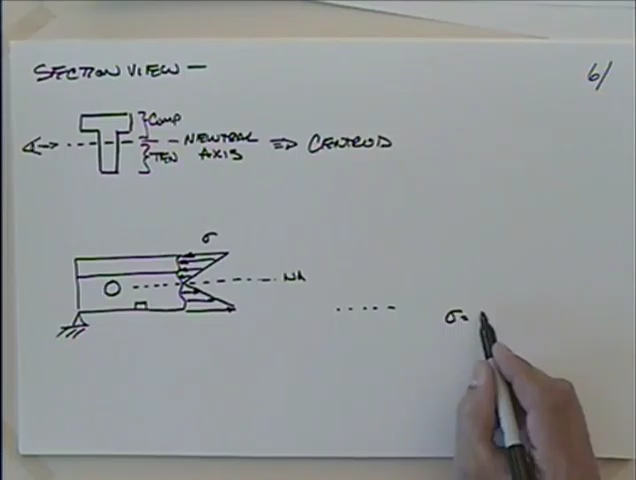 SECTION VIEW —
6/
COMP
TEN
NEUTRAL AXIS ⇒ CENTROID
σ
NA
σ=